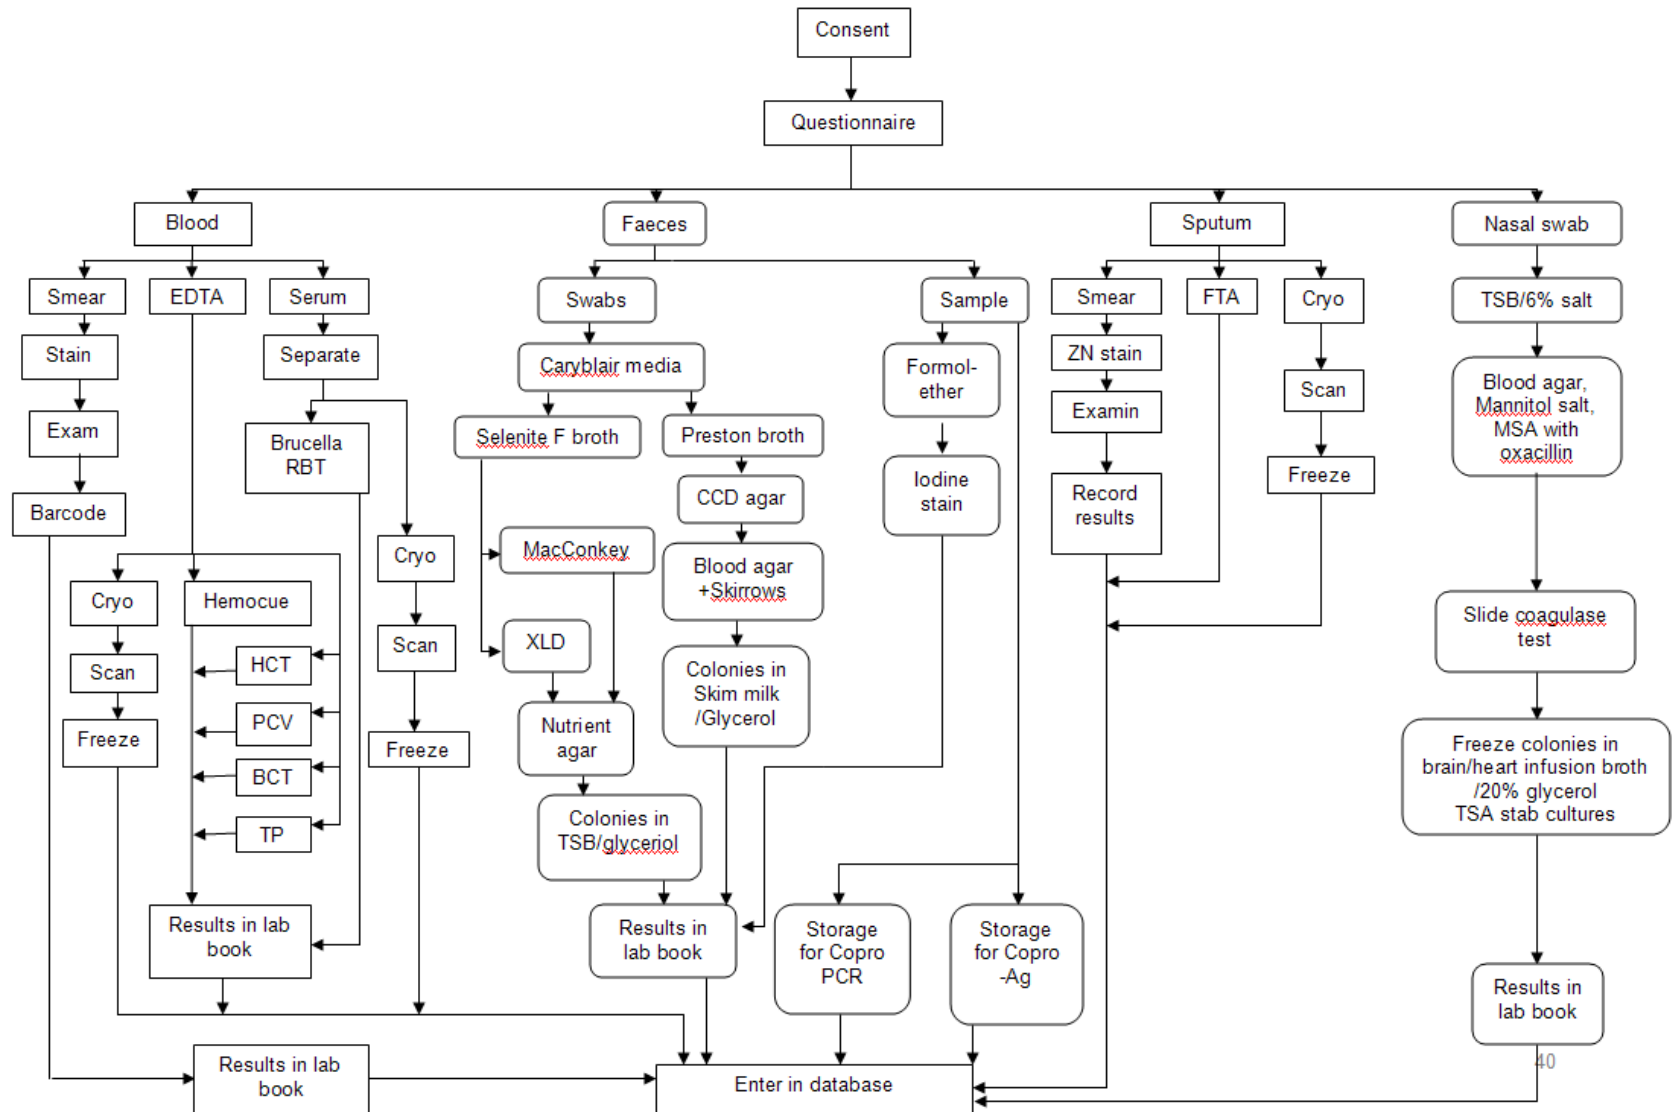 Consent
Questionnaire
Blood
Faeces
Sputum
Nasal swab
Smear
EDTA
Serum
Swabs
Sample
Smear
FTA
Cryo
TSB/6% salt
Stain
Separate
Caryblair media
Formol-
ether
ZN stain
Scan
Blood agar,
Mannitol salt,
MSA with
oxacillin
Exam
Brucella
RBT
Selenite F broth
Preston broth
Examin
Iodine
stain
Freeze
Barcode
CCD agar
Record
results
Cryo
MacConkey
Blood agar
+Skirrows
Cryo
Hemocue
Slide coagulase
test
Scan
XLD
HCT
Scan
Colonies in
Skim milk
/Glycerol
PCV
Freeze
Freeze
Nutrient
agar
Freeze colonies in
brain/heart infusion broth
/20% glycerol
TSA stab cultures
BCT
TP
Colonies in
TSB/glyceriol
Results in lab
book
Results in
lab book
Storage
for Copro
PCR
Storage
for Copro
-Ag
Results in
lab book
40
Results in lab
book
Enter in database